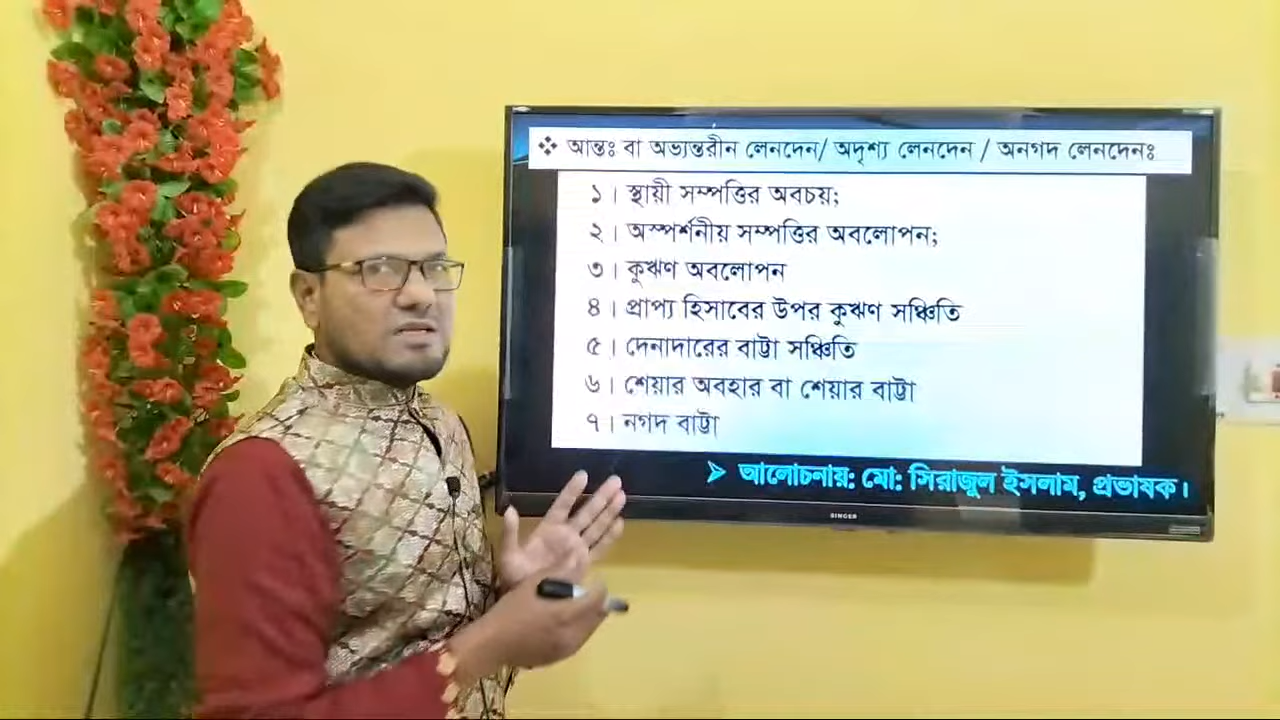 ❖ আন্তঃ বা অভ্যন্তরীন লেনদেন/ অদৃশ্য লেনদেন / অনগদ লেনদেনঃ
১। স্থায়ী সম্পত্তির অবচয়;
২। অস্পর্শনীয় সম্পত্তির অবলোপন;
৩। কুঋণ অবলোপন
৪। প্রাপ্য হিসাবের উপর কুঋণ সঞ্চিতি
৫। দেনাদারের বাট্টা সঞ্চিতি
৬। শেয়ার অবহার বা শেয়ার বাট্টা
৭। নগদ বাট্টা
➢ আলোচনায়: মো: সিরাজুল ইসলাম, প্রভাষক।
SINGER